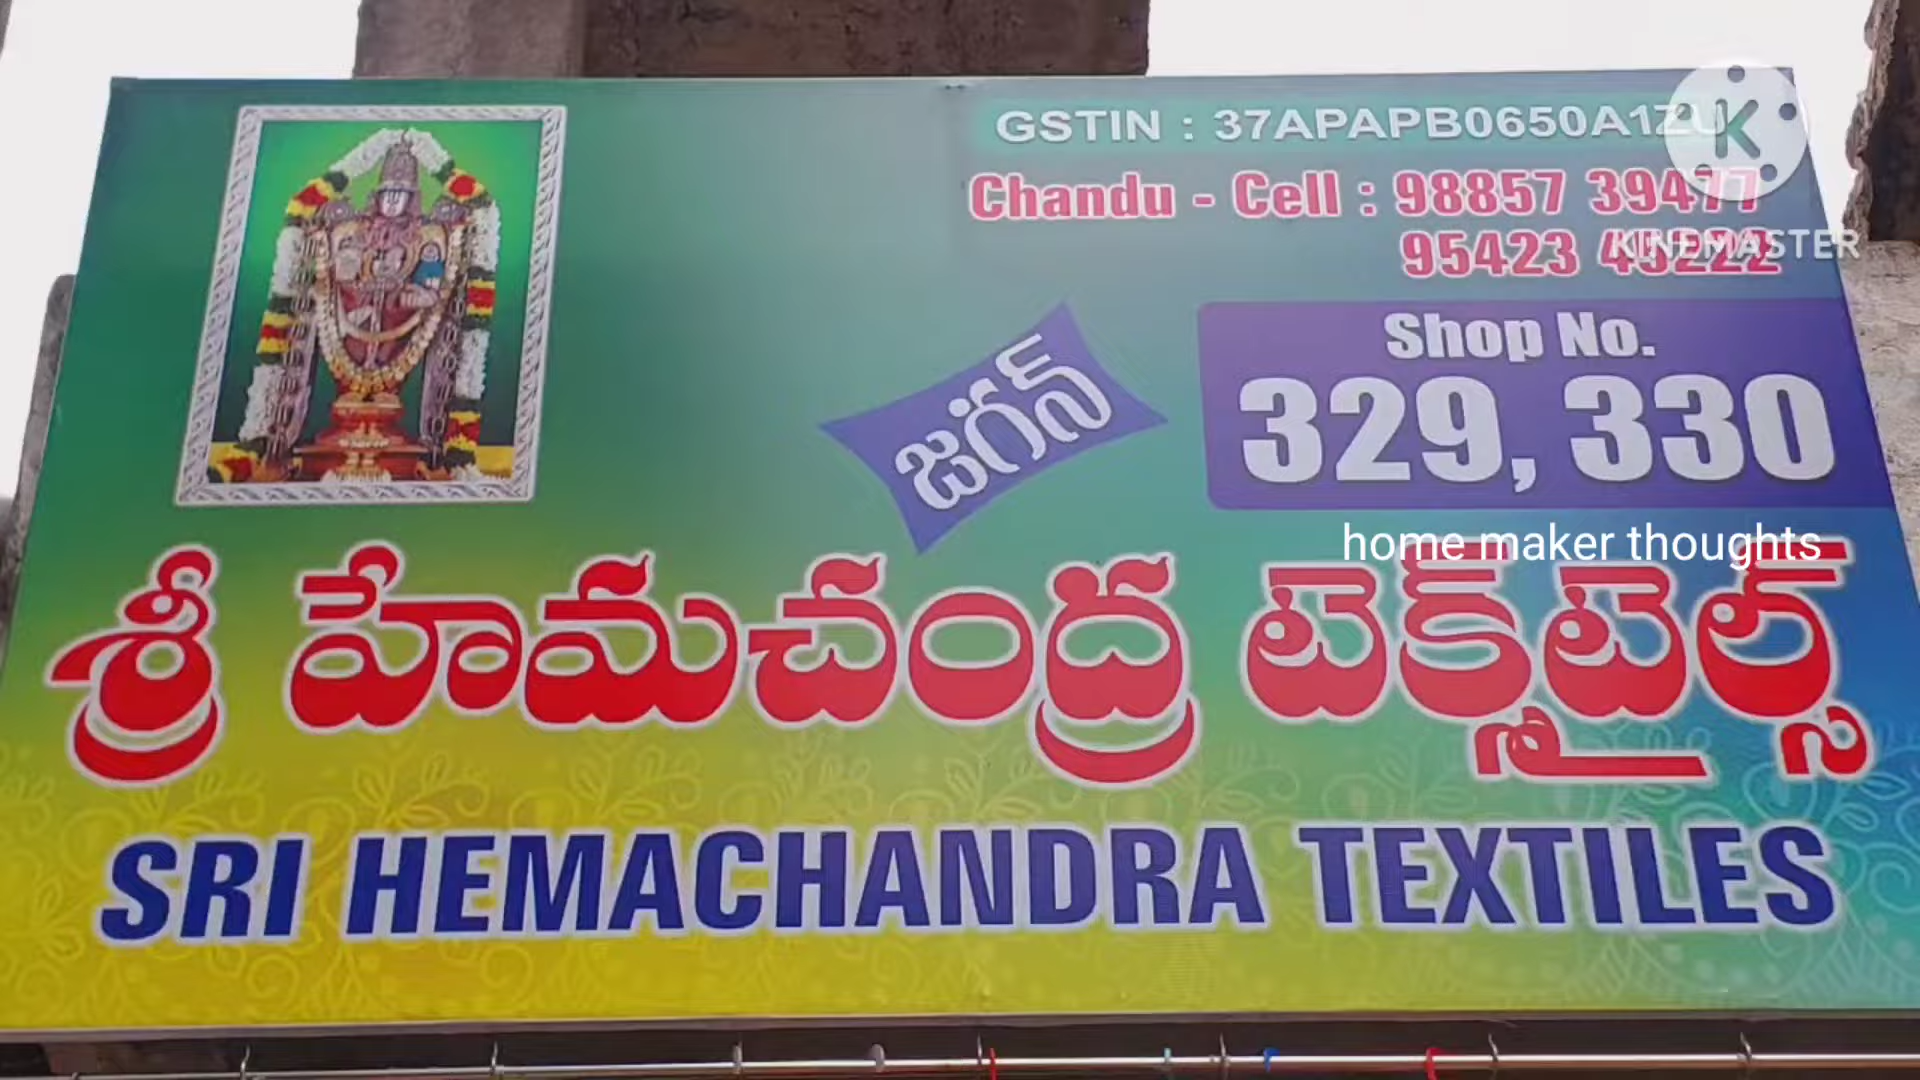 GSTIN : 37APAPB0650A1ZU
Chandu - Cell : 98857 39477
95423 45222
KINEMASTER
జగన్
Shop No.
329, 330
home maker thoughts
శ్రీ హేమచంద్ర టెక్స్‌టైల్స్
SRI HEMACHANDRA TEXTILES